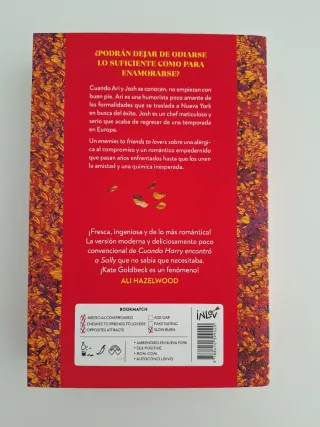 ¿PODRÁN DEJAR DE ODIARSE
LO SUFICIENTE COMO PARA
ENAMORARSE?
Cuando Ari y Josh se conocen, no empiezan con
buen pie. Ari es una humorista poco amante de
las formalidades que se traslada a Nueva York
en busca del éxito. Josh es un chef meticuloso y
serio que acaba de regresar de una temporada
en Europa.
Un enemies to friends to lovers sobre una alérgi-
ca al compromiso y un romántico empedernido
que pasan años enfrentados hasta que los unen
la amistad y una química inesperada.
¡Fresca, ingeniosa y de lo más romántica!
La versión moderna y deliciosamente poco
convencional de Cuando Harry encontró
a Sally que no sabía que necesitaba.
¡Kate Goldbeck es un fenómeno!
ALI HAZELWOOD
BOOKMATCH
MIEDO AL COMPROMISO
ENEMIES TO FRIENDS TO LOVERS
OPPOSITES ATTRACTS
AGE GAP
FAKE DATING
SLOW BURN
• AMBIENTADO EN NUEVA YORK
• SEX POSITIVE
• ROM-COM
• AUTOCONCLUSIVO
inlov